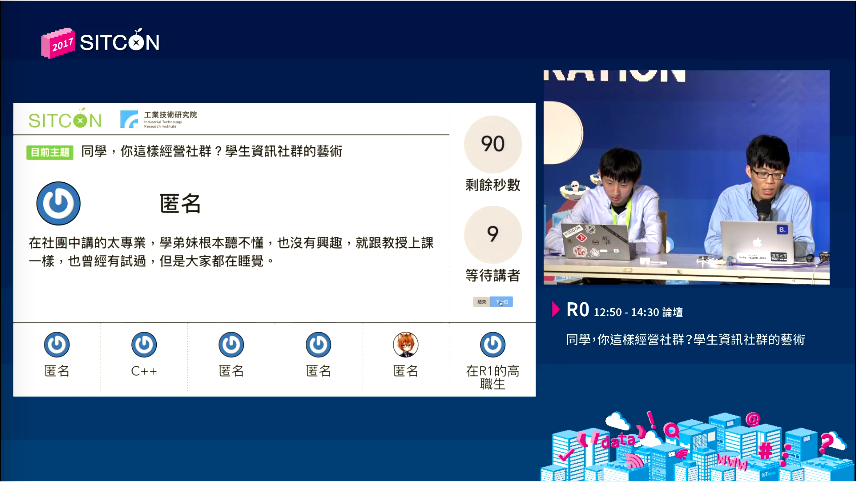 2017 SITCON
SITCON
工業技術研究院
Industrial Technology
Research Institute
目前主題 同學，你這樣經營社群？學生資訊社群的藝術
90
剩餘秒數
9
等待講者
匿名
在社團中講的太專業，學弟妹根本聽不懂，也沒有興趣，就跟教授上課
一樣，也曾經有試過，但是大家都在睡覺。
匿名
C++
匿名
匿名
匿名
在R1的高
職生
RATION
B.
R0 12:50 - 14:30 論壇
同學，你這樣經營社群？學生資訊社群的藝術
data
www
@
#
?
!